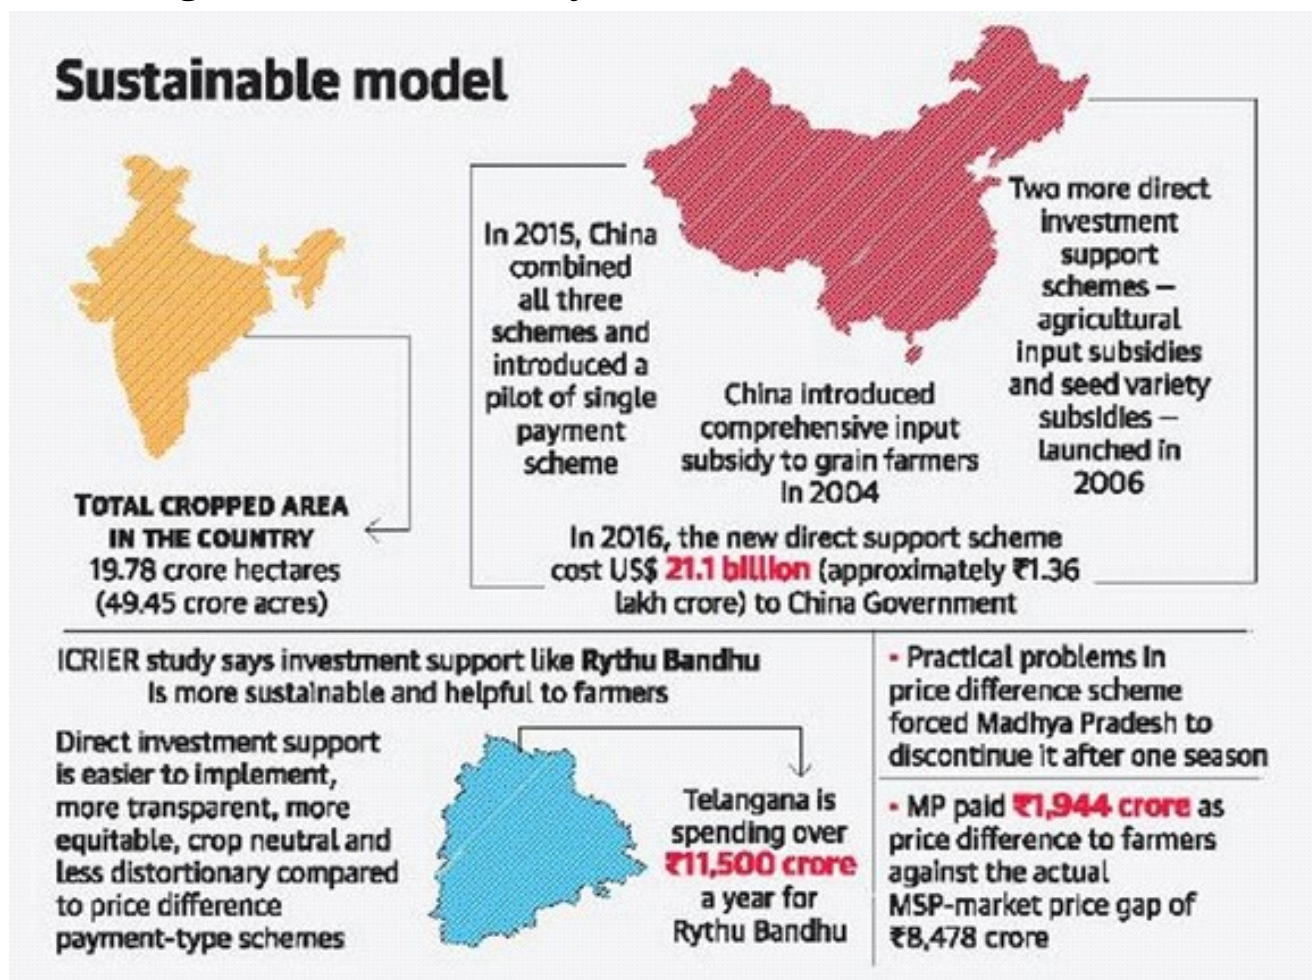 Sustainable model
TOTAL CROPPED AREA
IN THE COUNTRY
19.78 crore hectares
(49.45 crore acres)
In 2015, China
combined
all three
schemes and
introduced a
pilot of single
payment
scheme
China introduced
comprehensive input
subsidy to grain farmers
in 2004
Two more direct
investment
support
schemes —
agricultural
input subsidies
and seed variety
subsidies —
launched in
2006
In 2016, the new direct support scheme
cost US$ 21.1 billion (approximately ₹1.36
lakh crore) to China Government
ICRIER study says investment support like Rythu Bandhu
is more sustainable and helpful to farmers
Direct investment support
is easier to implement,
more transparent, more
equitable, crop neutral and
less distortionary compared
to price difference
payment-type schemes
Telangana is
spending over
₹11,500 crore
a year for
Rythu Bandhu
- Practical problems in
price difference scheme
forced Madhya Pradesh to
discontinue it after one season
- MP paid ₹1,944 crore as
price difference to farmers
against the actual
MSP-market price gap of
₹8,478 crore